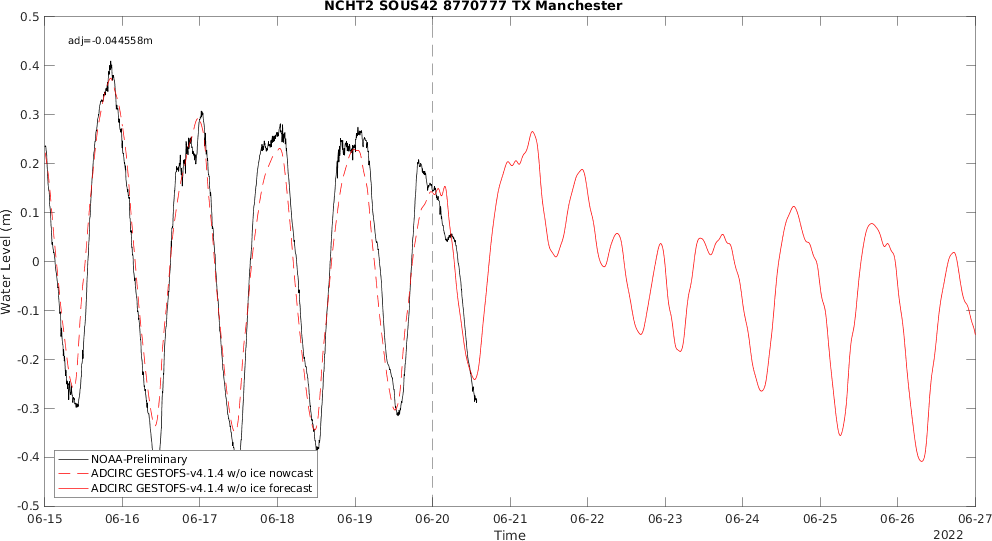 NCHT2 SOUS42 8770777 TX Manchester
adj=-0.044558m
0.5
0.4
0.3
0.2
0.1
0
-0.1
-0.2
-0.3
-0.4
-0.5
Water Level (m)
NOAA-Preliminary
ADCIRC GESTOFS-v4.1.4 w/o ice nowcast
ADCIRC GESTOFS-v4.1.4 w/o ice forecast
06-15 06-16 06-17 06-18 06-19 06-20 06-21 06-22 06-23 06-24 06-25 06-26 06-27
Time
2022